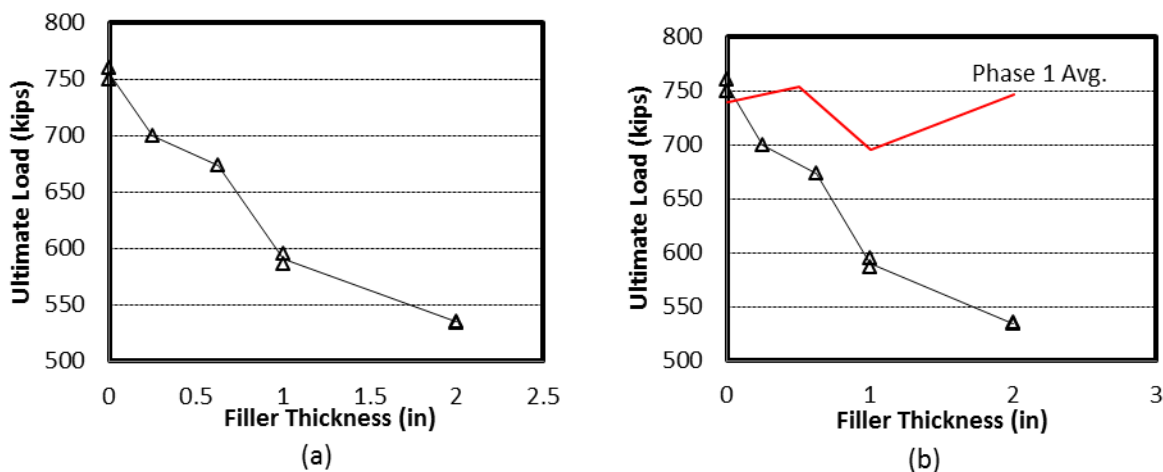 800
750
700
650
600
550
500
Ultimate Load (kips)
0 0.5 1 1.5 2 2.5
Filler Thickness (in)
(a)
800
750
700
650
600
550
500
Ultimate Load (kips)
Phase 1 Avg.
0 1 2 3
Filler Thickness (in)
(b)